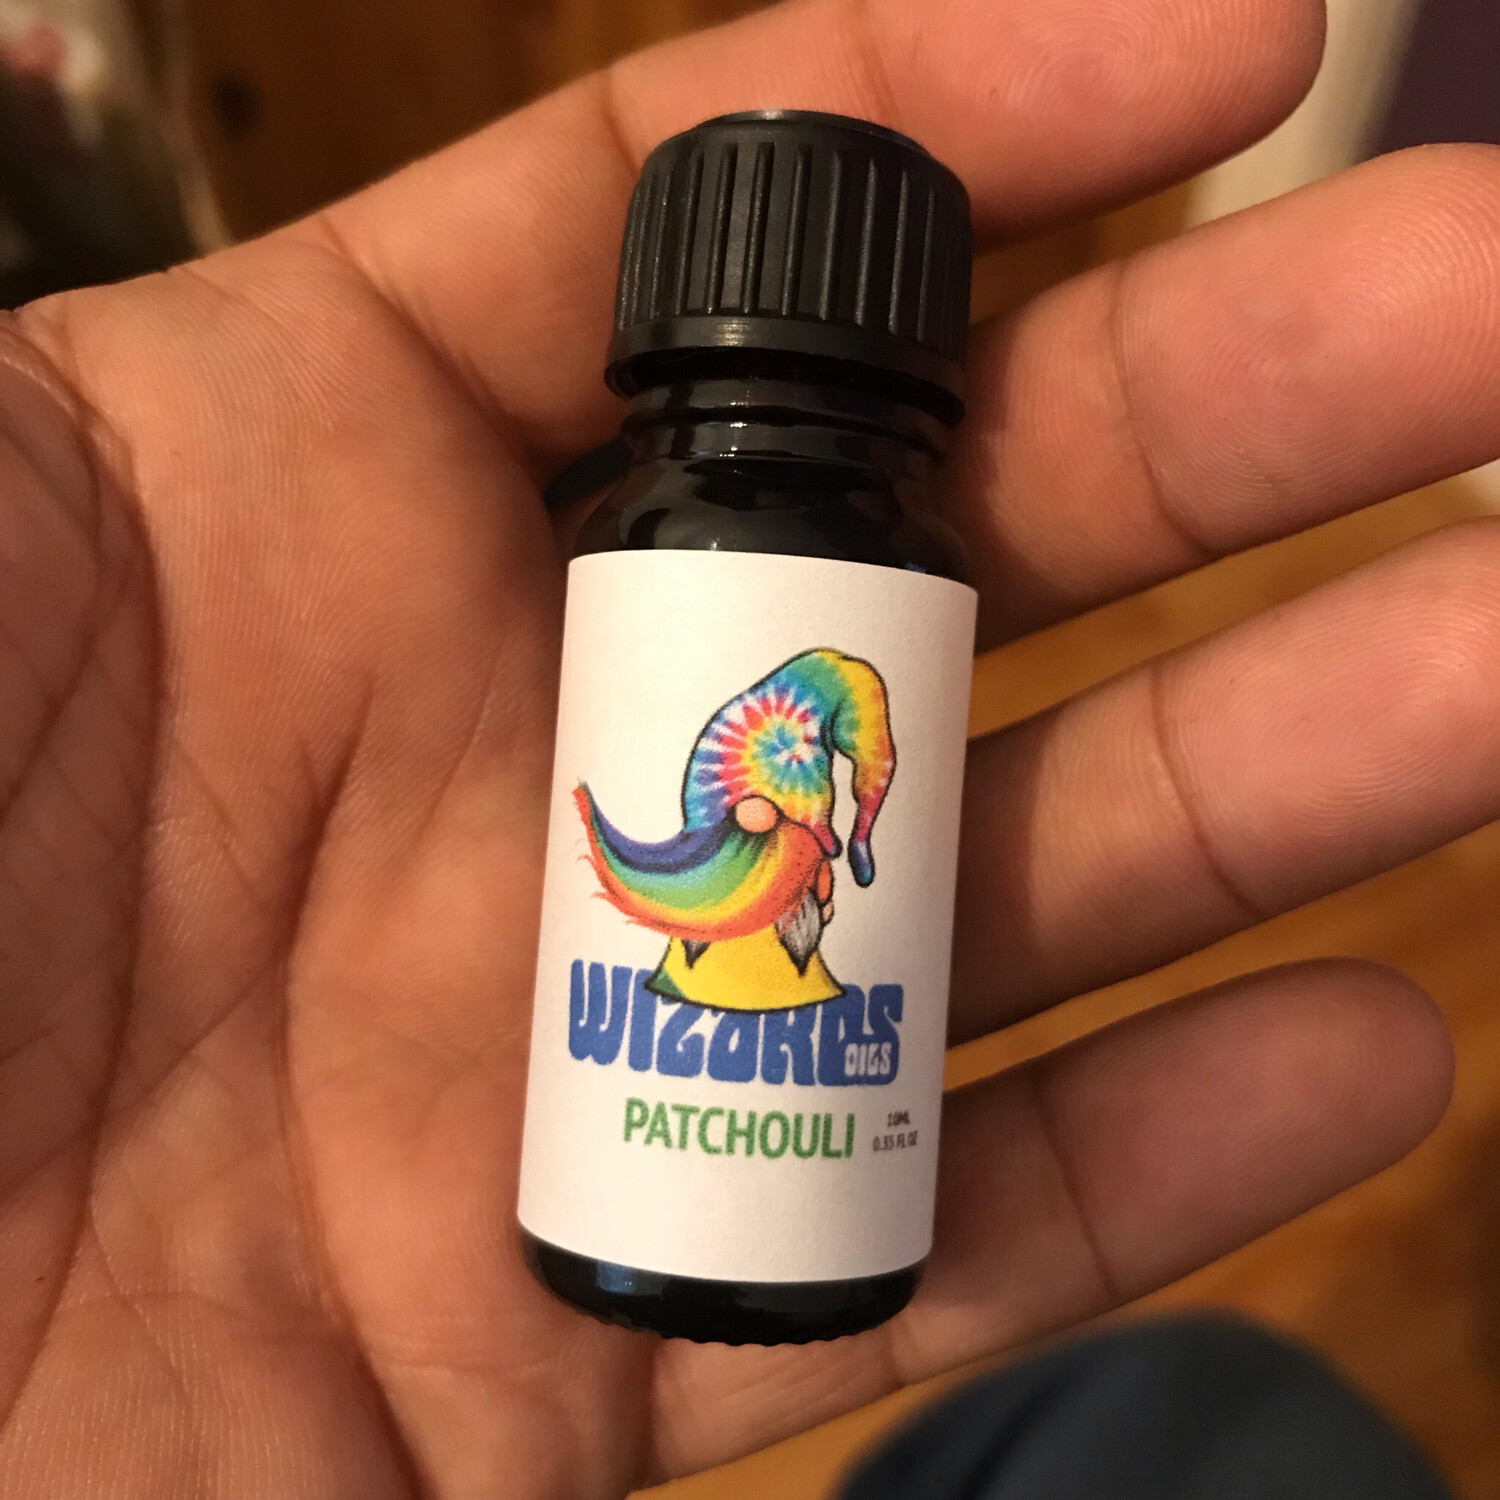 WIZARDS
OILS
PATCHOULI
10ML
0.35 FL OZ